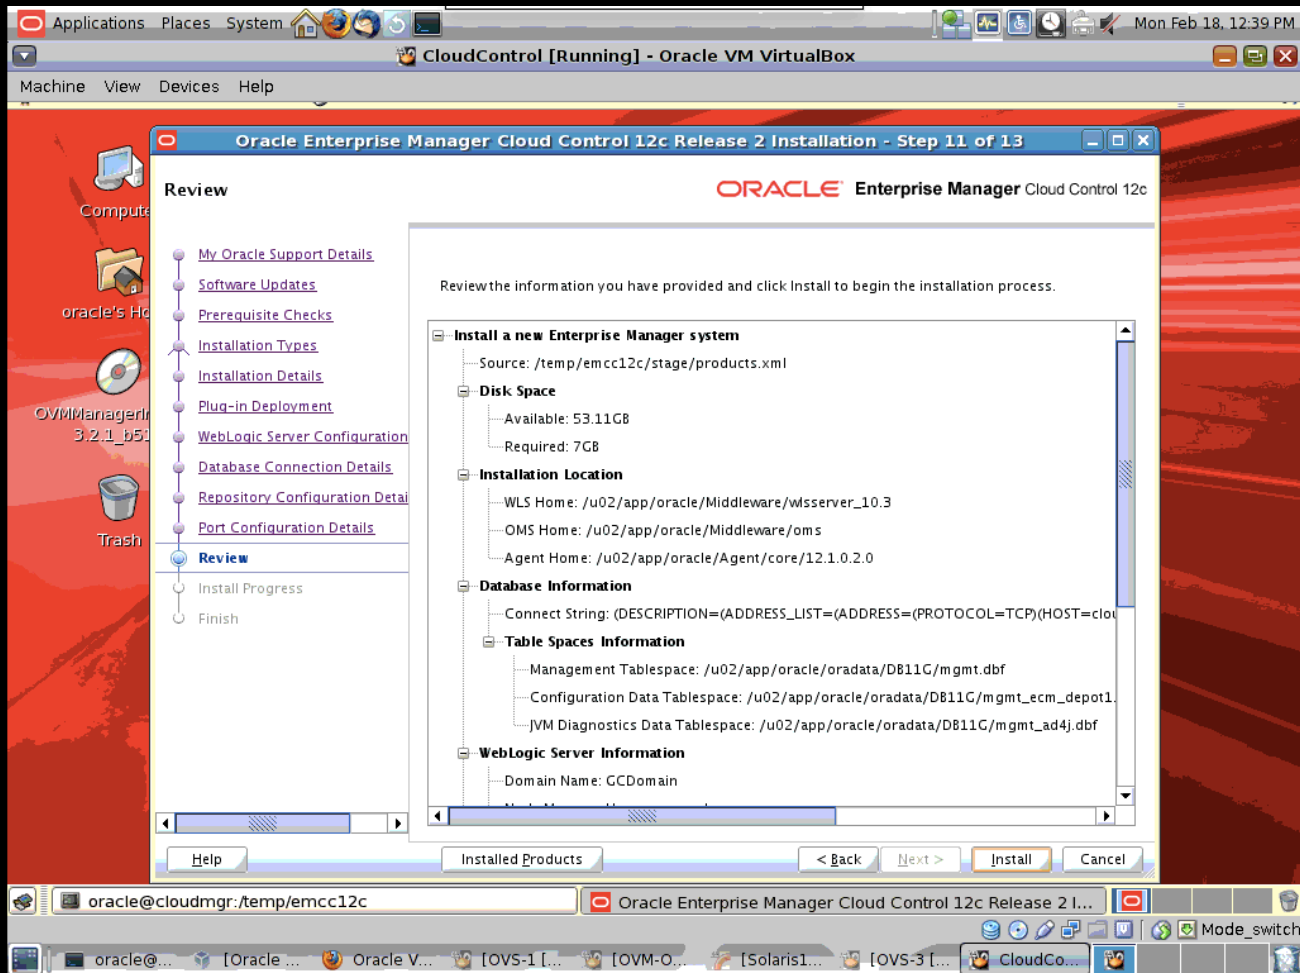 Applications Places System
Mon Feb 18, 12:39 PM
CloudControl [Running] - Oracle VM VirtualBox
Machine View Devices Help
Oracle Enterprise Manager Cloud Control 12c Release 2 Installation - Step 11 of 13
Review
ORACLE Enterprise Manager Cloud Control 12c
Compute
oracle's Ho
OVMManagerIn
3.2.1_b51
Trash
My Oracle Support Details
Software Updates
Prerequisite Checks
Installation Types
Installation Details
Plug-in Deployment
WebLogic Server Configuration
Database Connection Details
Repository Configuration Detai
Port Configuration Details
Review
Install Progress
Finish
Review the information you have provided and click Install to begin the installation process.
Install a new Enterprise Manager system
Source: /temp/emcc12c/stage/products.xml
Disk Space
Available: 53.11GB
Required: 7GB
Installation Location
WLS Home: /u02/app/oracle/Middleware/wlsserver_10.3
OMS Home: /u02/app/oracle/Middleware/oms
Agent Home: /u02/app/oracle/Agent/core/12.1.0.2.0
Database Information
Connect String: (DESCRIPTION=(ADDRESS_LIST=(ADDRESS=(PROTOCOL=TCP)(HOST=clou
Table Spaces Information
Management Tablespace: /u02/app/oracle/oradata/DB11G/mgmt.dbf
Configuration Data Tablespace: /u02/app/oracle/oradata/DB11G/mgmt_ecm_depot1.
JVM Diagnostics Data Tablespace: /u02/app/oracle/oradata/DB11G/mgmt_ad4j.dbf
WebLogic Server Information
Domain Name: GCDomain
Help
Installed Products
< Back
Next >
Install
Cancel
oracle@cloudmgr:/temp/emcc12c
Oracle Enterprise Manager Cloud Control 12c Release 2 I...
Mode_switch
oracle@... [Oracle ... Oracle V... [OVS-1 [... [OVM-O... [Solaris1... [OVS-3 [... CloudCo...